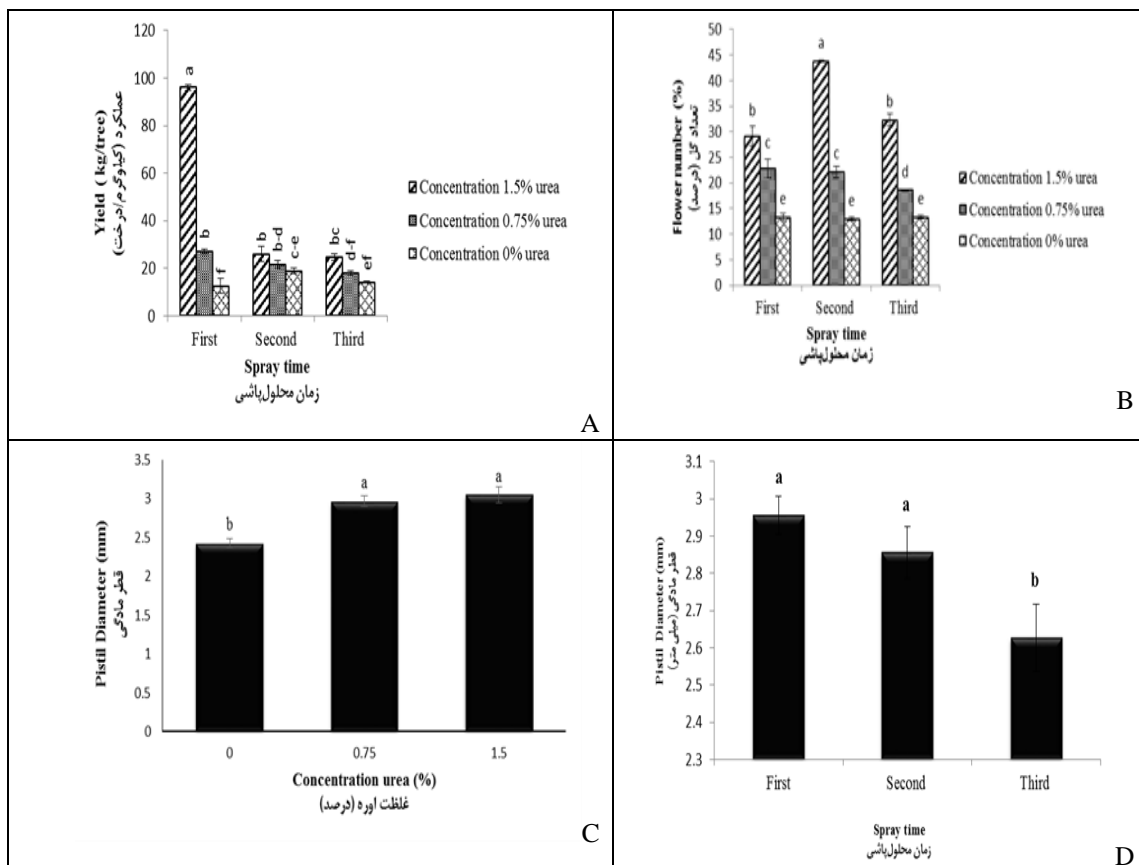 Yield ( kg/tree)
عملکرد (کیلوگرم/درخت)
120
100
80
60
40
20
0
a
b
f
b
b-d
c-e
bc
d-f
ef
First
Second
Third
Spray time
زمان محلول‌پاشی
Concentration 1.5% urea
Concentration 0.75% urea
Concentration 0% urea
A
Flower number (%)
تعداد گل (درصد)
50
45
40
35
30
25
20
15
10
5
0
b
c
e
a
c
e
b
d
e
First
Second
Third
Spray time
زمان محلول‌پاشی
Concentration 1.5% urea
Concentration 0.75% urea
Concentration 0% urea
B
Pistil Diameter (mm)
قطر مادگی
3.5
3
2.5
2
1.5
1
0.5
0
b
a
a
0
0.75
1.5
Concentration urea (%)
غلظت اوره (درصد)
C
Pistil Diameter (mm)
قطر مادگی (میلی متر)
3.1
3
2.9
2.8
2.7
2.6
2.5
2.4
2.3
a
a
b
First
Second
Third
Spray time
زمان محلول‌پاشی
D